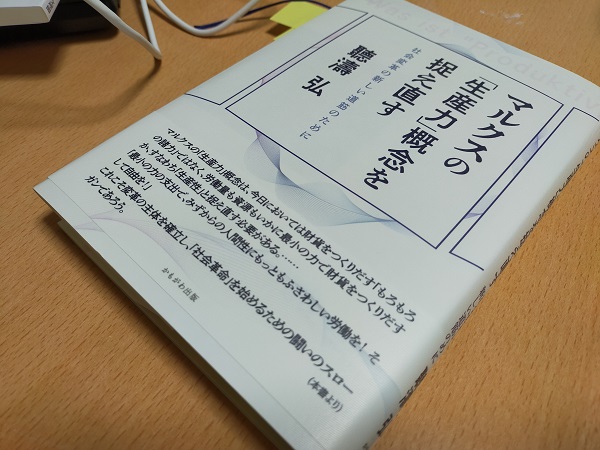 マルクスの
「生産力」概念を
捉え直す
社会変革の新しい道筋のために
聽濤 弘
マルクスの「生産力」概念は、今日においては財貨をつくりだす「もろもろ
の諸力」ではなく、労働量も資源もいかに最小の力で財貨をつくりだす
か、すなわち「生産性」と捉え直す必要がある。……
「最小の力の支出で、みずからの人間性にもっともふさわしい労働を」、そ
して自由を!」
これこそ変革の主体を確立し、「社会革命」を始めるための闘いのスロー
ガンであろう。
(本書より)
かもがわ出版